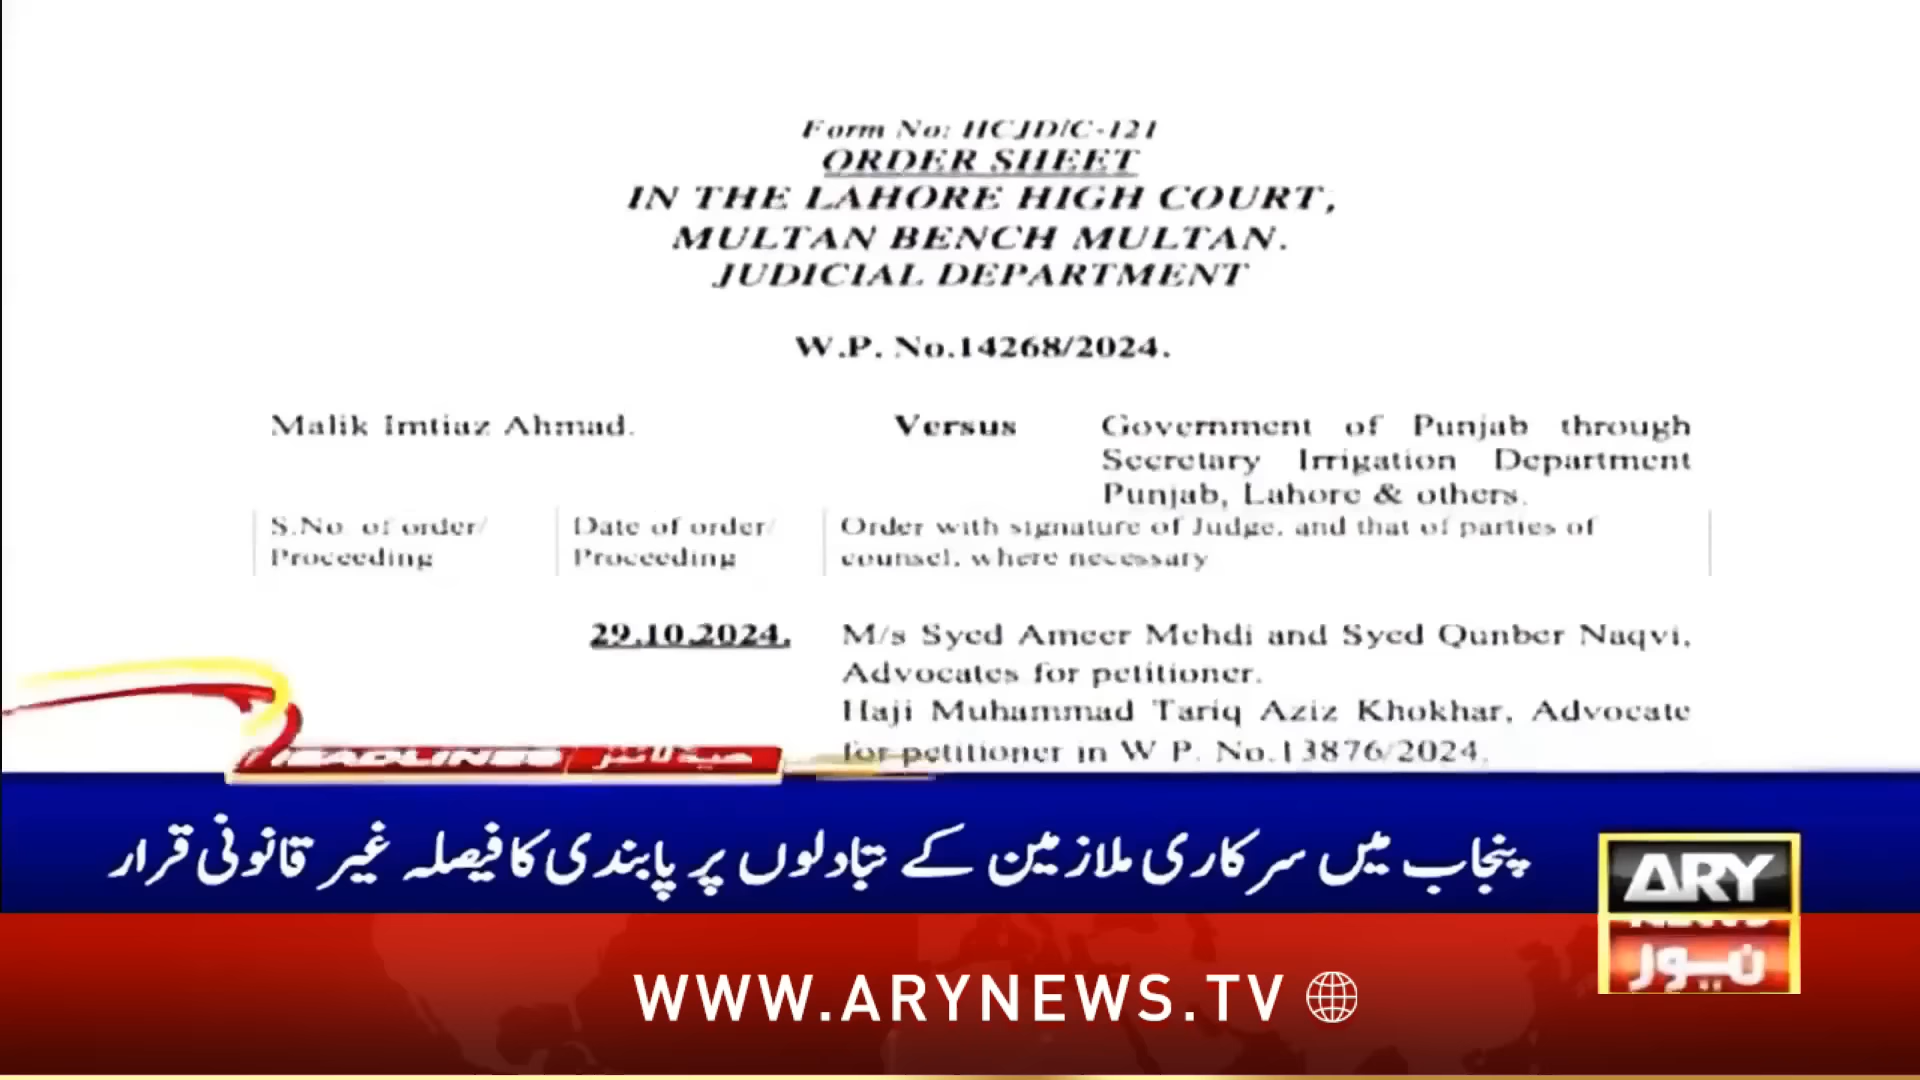 Form No: HCJD/C-121
ORDER SHEET
IN THE LAHORE HIGH COURT,
MULTAN BENCH MULTAN.
JUDICIAL DEPARTMENT
W.P. No.14268/2024.
Malik Imtiaz Ahmad. Versus Government of Punjab through
Secretary Irrigation Department
Punjab, Lahore & others.
S.No. of order/ Date of order/ Order with signature of Judge, and that of parties of
Proceeding Proceeding counsel, where necessary
29.10.2024. M/s Syed Ameer Mehdi and Syed Qunber Naqvi,
Advocates for petitioner.
Haji Muhammad Tariq Aziz Khokhar, Advocate
for petitioner in W P. No.13876/2024.
HEADLINES ہیڈ لائنز
پنجاب میں سرکاری ملازمین کے تبادلوں پر پابندی کا فیصلہ غیر قانونی قرار
ARY
NEWS
نیوز
WWW.ARYNEWS.TV